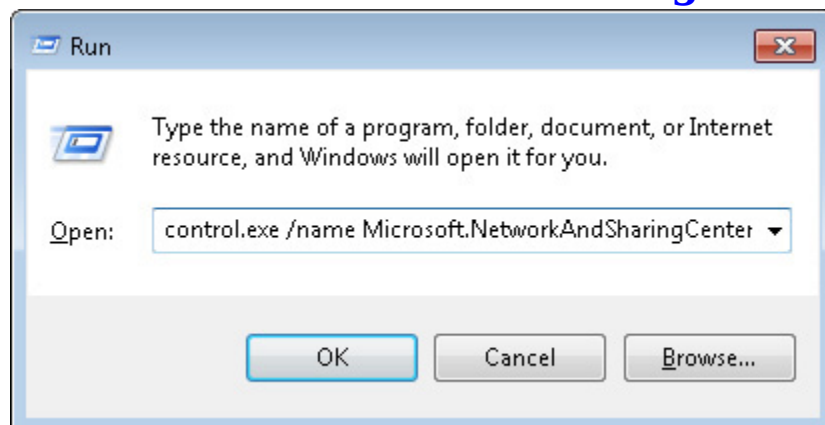 Run
Type the name of a program, folder, document, or Internet
resource, and Windows will open it for you.
Open:
control.exe /name Microsoft.NetworkAndSharingCenter
OK
Cancel
Browse...